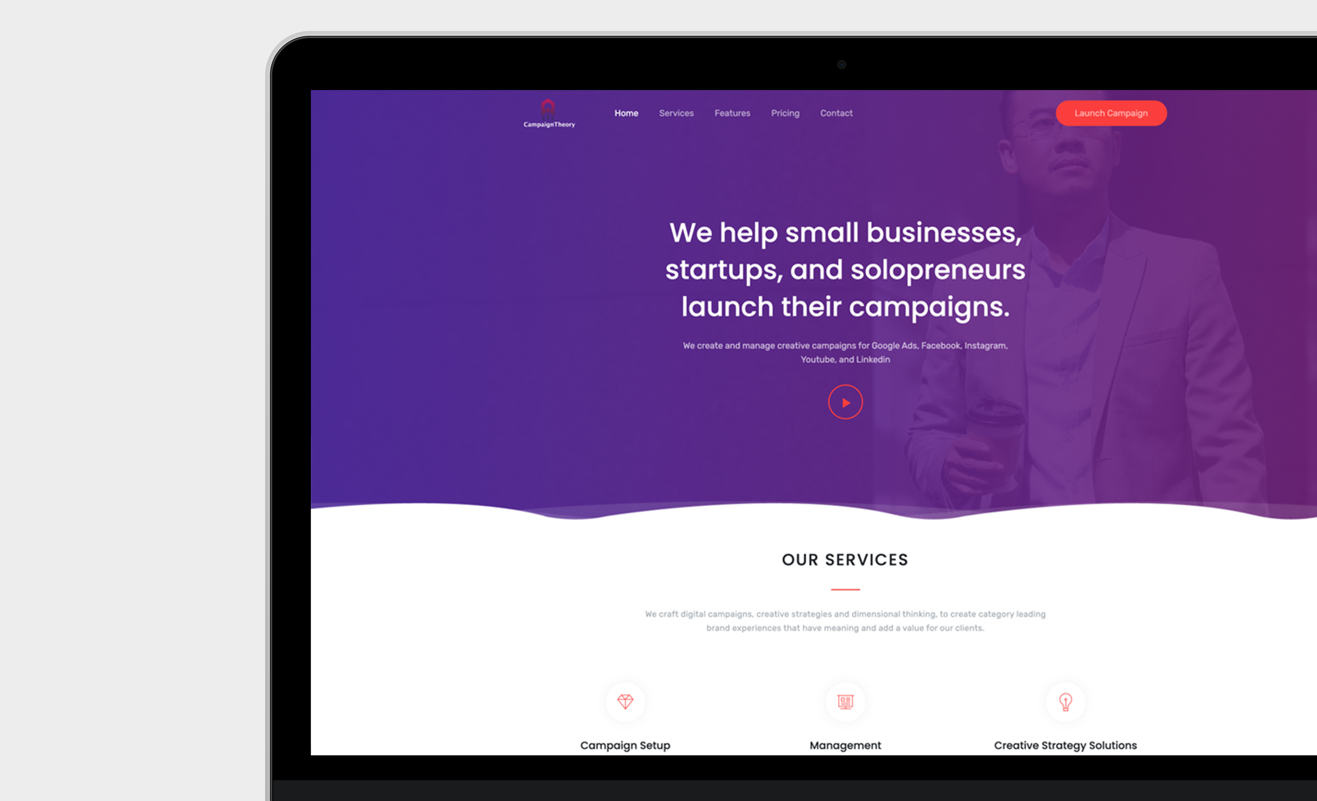 CampaignTheory
Home Services Features Pricing Contact
Launch Campaign
We help small businesses,
startups, and solopreneurs
launch their campaigns.
We create and manage creative campaigns for Google Ads, Facebook, Instagram,
Youtube, and Linkedin
OUR SERVICES
We craft digital campaigns, creative strategies and dimensional thinking, to create category leading
brand experiences that have meaning and add a value for our clients.
Campaign Setup
Management
Creative Strategy Solutions